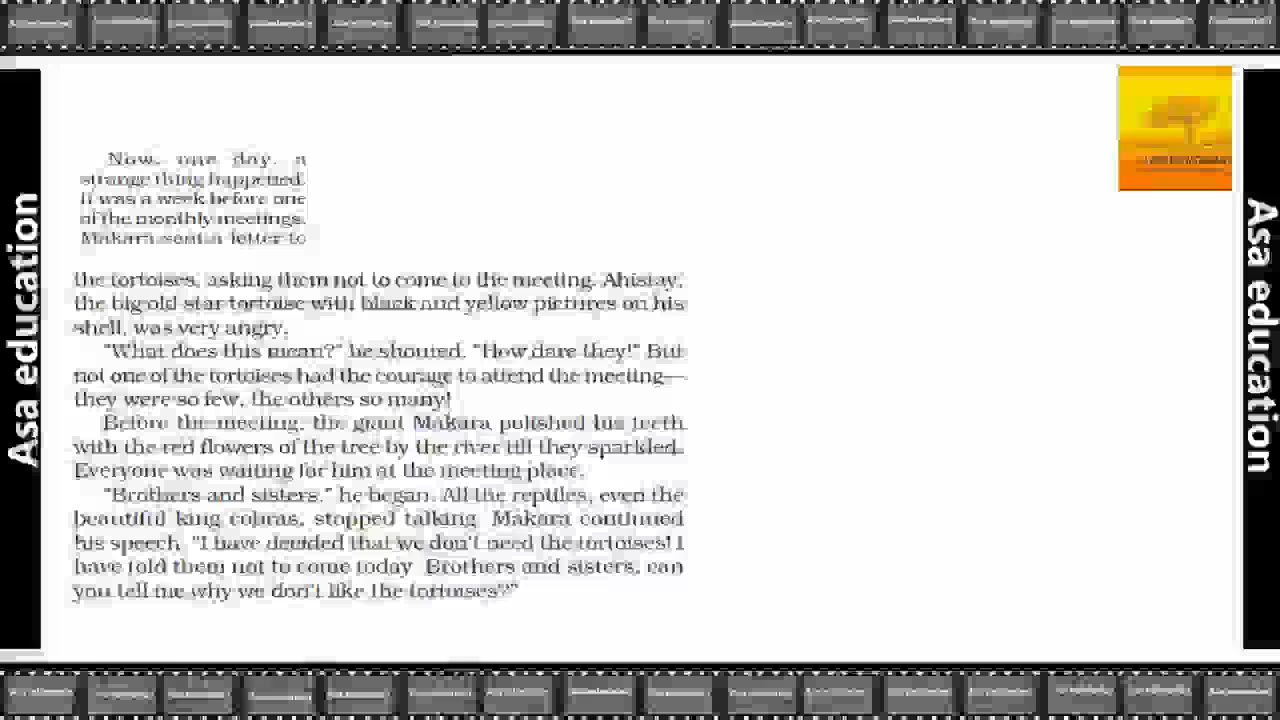 Now, one day, a
strange thing happened.
It was a week before one
of the monthly meetings.
Makara sent a letter to
the tortoises, asking them not to come to the meeting. Ahistay,
the big old star tortoise with black and yellow pictures on his
shell, was very angry.
"What does this mean?" he shouted. "How dare they!" But
not one of the tortoises had the courage to attend the meeting—
they were so few, the others so many!
Before the meeting, the giant Makara polished his teeth
with the red flowers of the tree by the river till they sparkled.
Everyone was waiting for him at the meeting place.
"Brothers and sisters," he began. All the reptiles, even the
beautiful king cobras, stopped talking. Makara continued
his speech. "I have decided that we don't need the tortoises! I
have told them not to come today. Brothers and sisters, can
you tell me why we don't like the tortoises?"
Asa education
Asa education